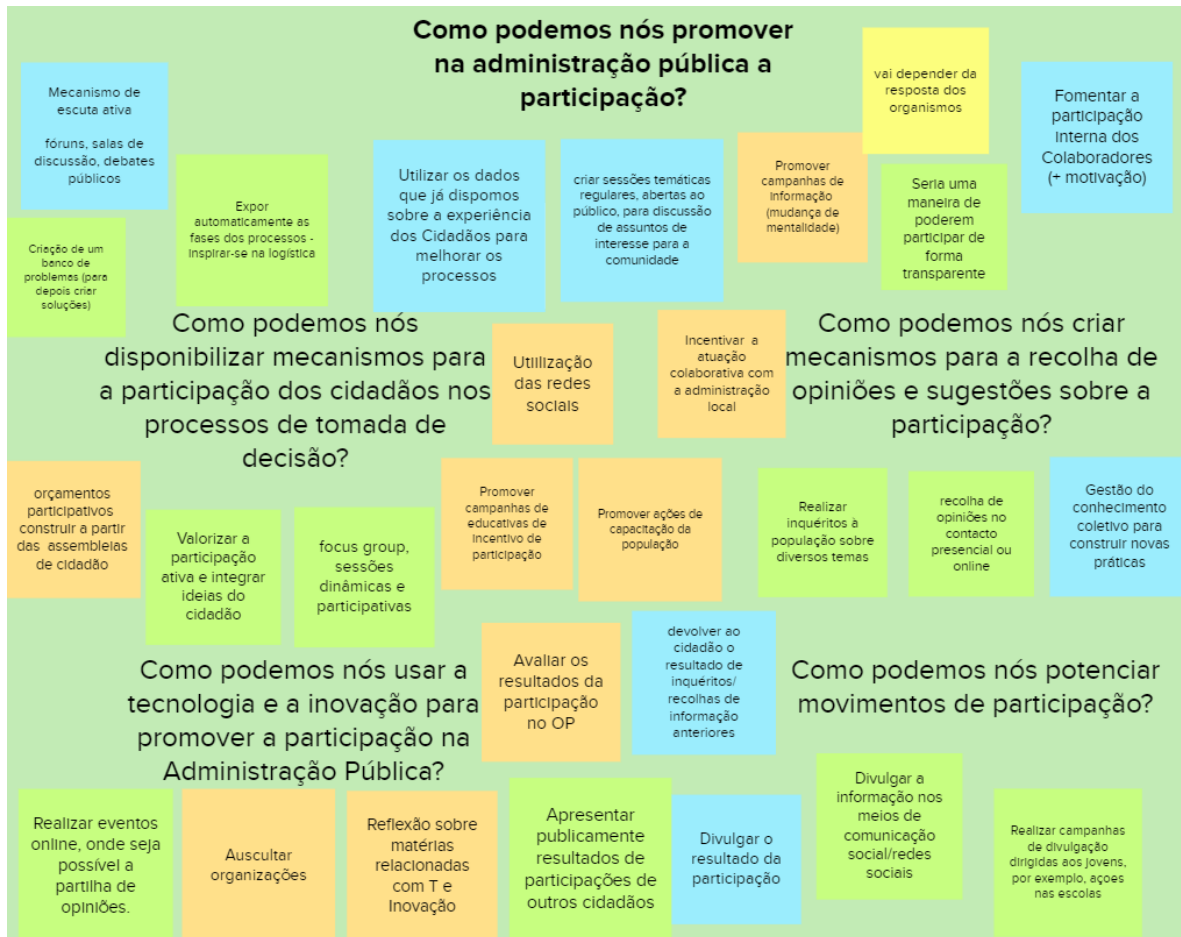 Como podemos nós promover
na administração pública a
participação?
Mecanismo de
escuta ativa
fóruns, salas de
discussão, debates
públicos
Criação de um
banco de
problemas (para
depois criar
soluções)
Expor
automaticamente as
fases dos processos -
inspirar-se na logística
Utilizar os dados
que já dispomos
sobre a experiência
dos Cidadãos para
melhorar os
processos
criar sessões temáticas
regulares, abertas ao
público, para discussão
de assuntos de
interesse para a
comunidade
Promover
campanhas de
informação
(mudança de
mentalidade)
vai depender da
resposta dos
organismos
Seria uma
maneira de
poderem
participar de
forma
transparente
Fomentar a
participação
interna dos
Colaboradores
(+ motivação)
Como podemos nós
disponibilizar mecanismos para
a participação dos cidadãos nos
processos de tomada de
decisão?
Utillização
das redes
sociais
Incentivar a
atuação
colaborativa com
a administração
local
Como podemos nós criar
mecanismos para a recolha de
opiniões e sugestões sobre a
participação?
orçamentos
participativos
construir a partir
das assembleias
de cidadão
Valorizar a
participação
ativa e integrar
ideias do
cidadão
focus group,
sessões
dinâmicas e
participativas
Promover
campanhas de
educativas de
incentivo de
participação
Promover ações de
capacitação da
população
Realizar
inquéritos à
população sobre
diversos temas
recolha de
opiniões no
contacto
presencial ou
online
Gestão do
conhecimento
coletivo para
construir novas
práticas
Como podemos nós usar a
tecnologia e a inovação para
promover a participação na
Administração Pública?
Avaliar os
resultados da
participação
no OP
devolver ao
cidadão o
resultado de
inquéritos/
recolhas de
informação
anteriores
Como podemos nós potenciar
movimentos de participação?
Realizar eventos
online, onde seja
possível a
partilha de
opiniões.
Auscultar
organizações
Reflexão sobre
matérias
relacionadas
com T e
Inovação
Apresentar
publicamente
resultados de
participações de
outros cidadãos
Divulgar o
resultado da
participação
Divulgar a
informação nos
meios de
comunicação
social/redes
sociais
Realizar campanhas
de divulgação
dirigidas aos jovens,
por exemplo, açoes
nas escolas